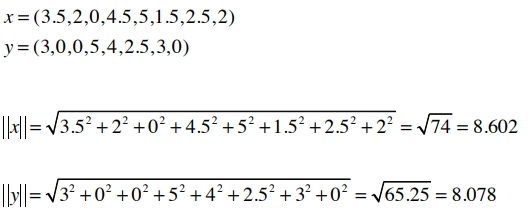 x = (3.5,2,0,4.5,5,1.5,2.5,2)
y = (3,0,0,5,4,2.5,3,0)
||x|| = √3.5² + 2² + 0² + 4.5² + 5² + 1.5² + 2.5² + 2² = √74 = 8.602
||y|| = √3² + 0² + 0² + 5² + 4² + 2.5² + 3² + 0² = √65.25 = 8.078